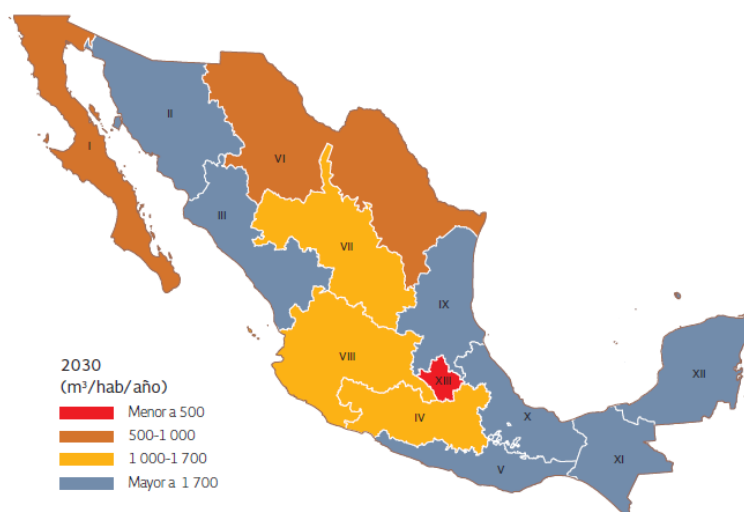 II
I
VI
III
VII
IX
2030
(m³/hab/año)
VIII
XIII
XII
Menor a 500
500-1 000
IV
X
1 000-1 700
XI
V
Mayor a 1 700